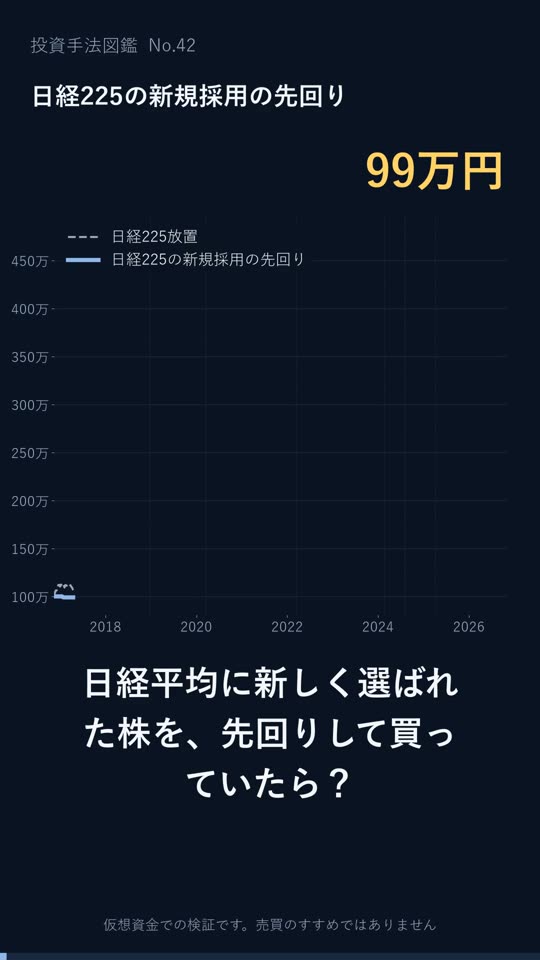 投資手法図鑑 No.42
日経225の新規採用の先回り
99万円
日経225放置
日経225の新規採用の先回り
450万
400万
350万
300万
250万
200万
150万
100万
2018 2020 2022 2024 2026
日経平均に新しく選ばれ
た株を、先回りして買っ
ていたら？
仮想資金での検証です。売買のすすめではありません